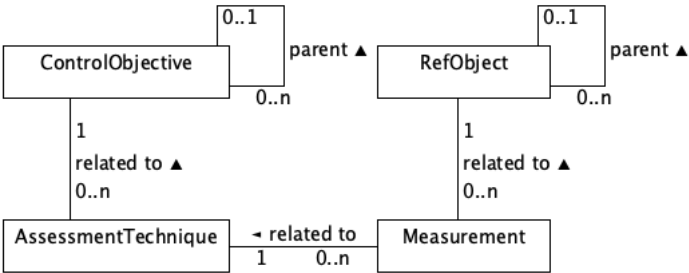 0..1
ControlObjective
parent ▲
0..n
0..1
RefObject
parent ▲
0..n
1
related to ▲
0..n
1
related to ▲
0..n
AssessmentTechnique
◄ related to
1
0..n
Measurement